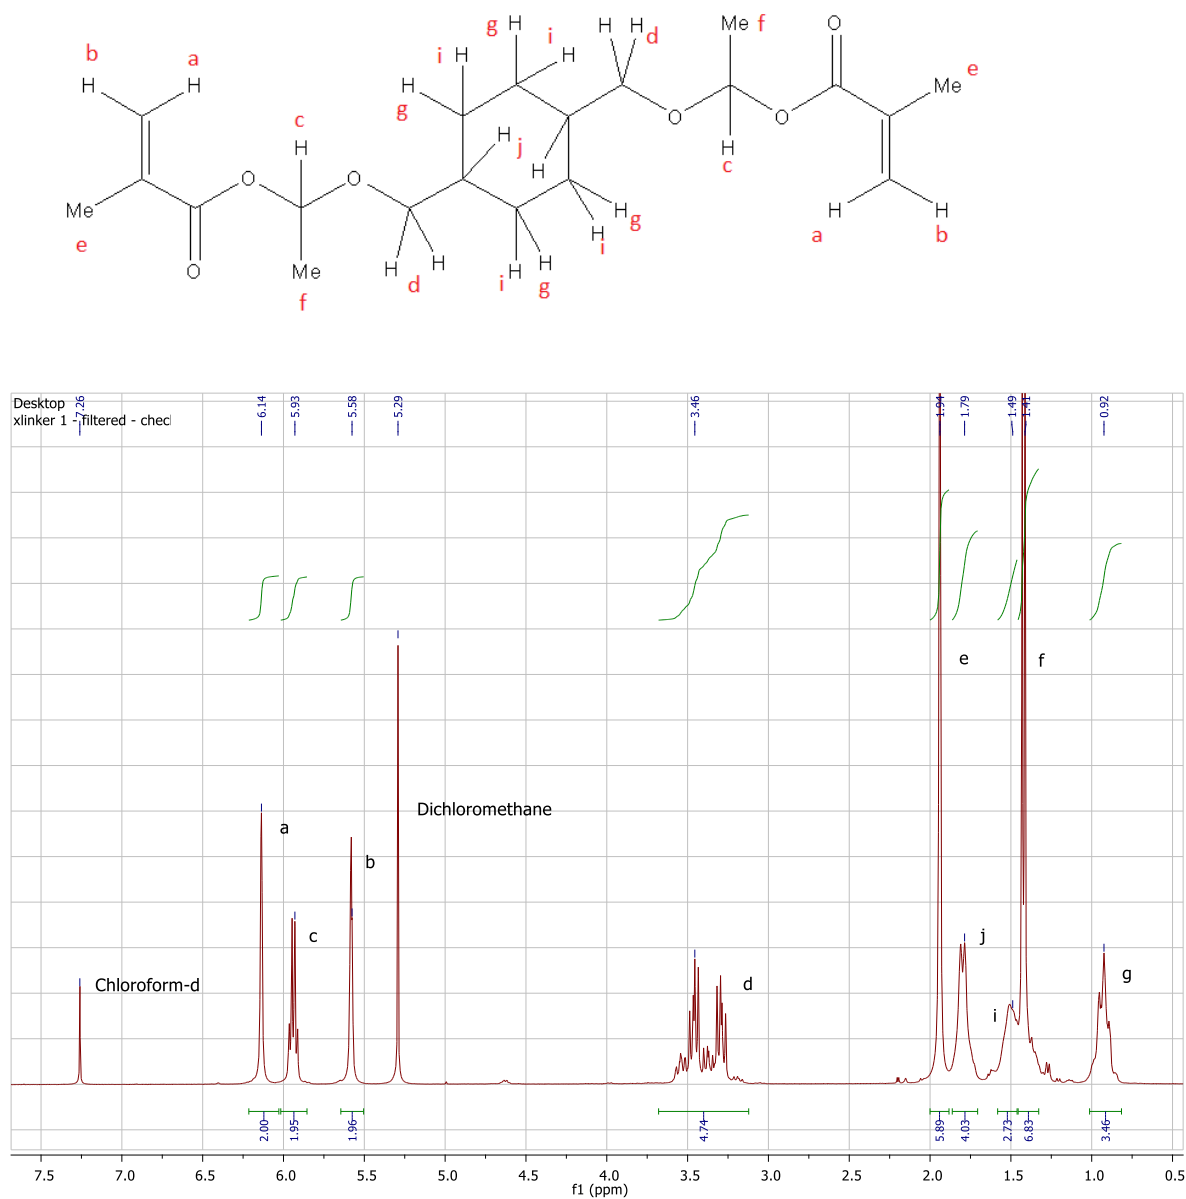 g H i H H d Me f O
b a i H H e
H H H g Me
c H O O
H j H H
c
O O H H H b
Me g H
e O Me H H i a
H H d i H H g
f
Desktop
xlinker 1 - filtered - chec
7.26 6.14 5.93 5.58 5.29 3.46 1.94 1.79 1.49 1.41 0.92
e f
Dichloromethane
a
b
c j
Chloroform-d d g
i
2.00 1.95 1.96 4.74 5.89 4.03 2.73 6.83 3.46
7.5 7.0 6.5 6.0 5.5 5.0 4.5 4.0 3.5 3.0 2.5 2.0 1.5 1.0 0.5
f1 (ppm)